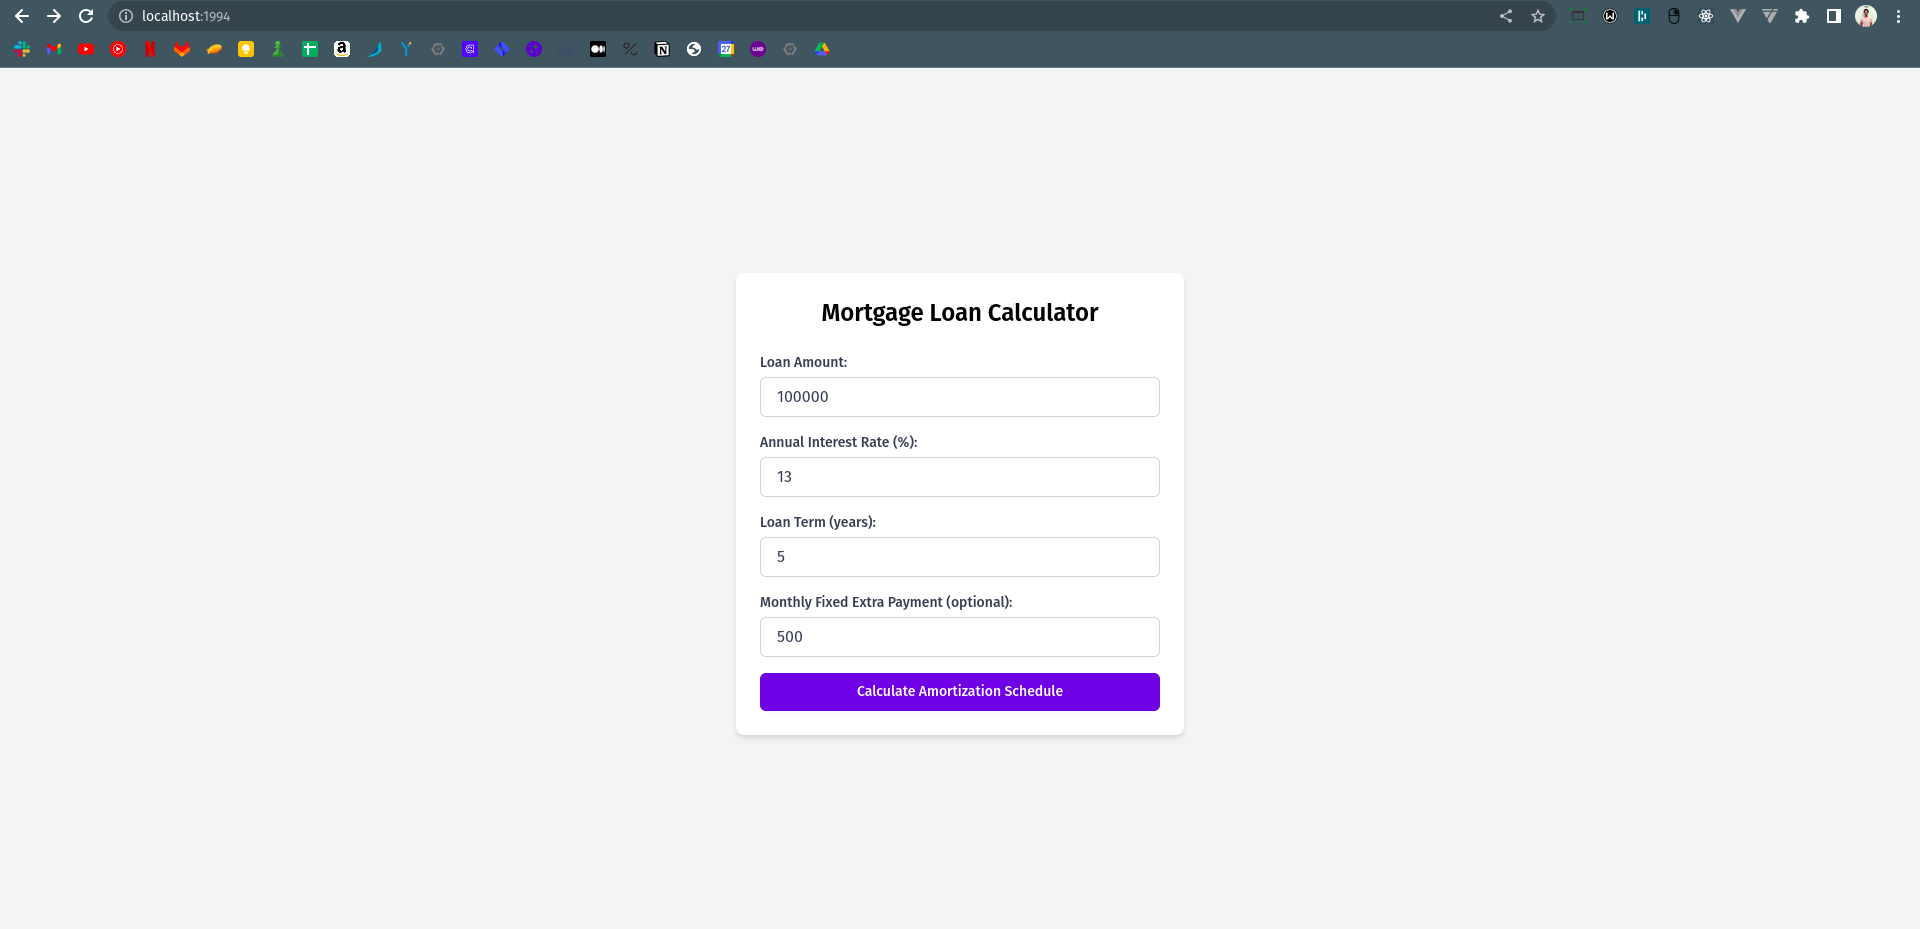 localhost:1994
27
Mortgage Loan Calculator
Loan Amount:
100000
Annual Interest Rate (%):
13
Loan Term (years):
5
Monthly Fixed Extra Payment (optional):
500
Calculate Amortization Schedule